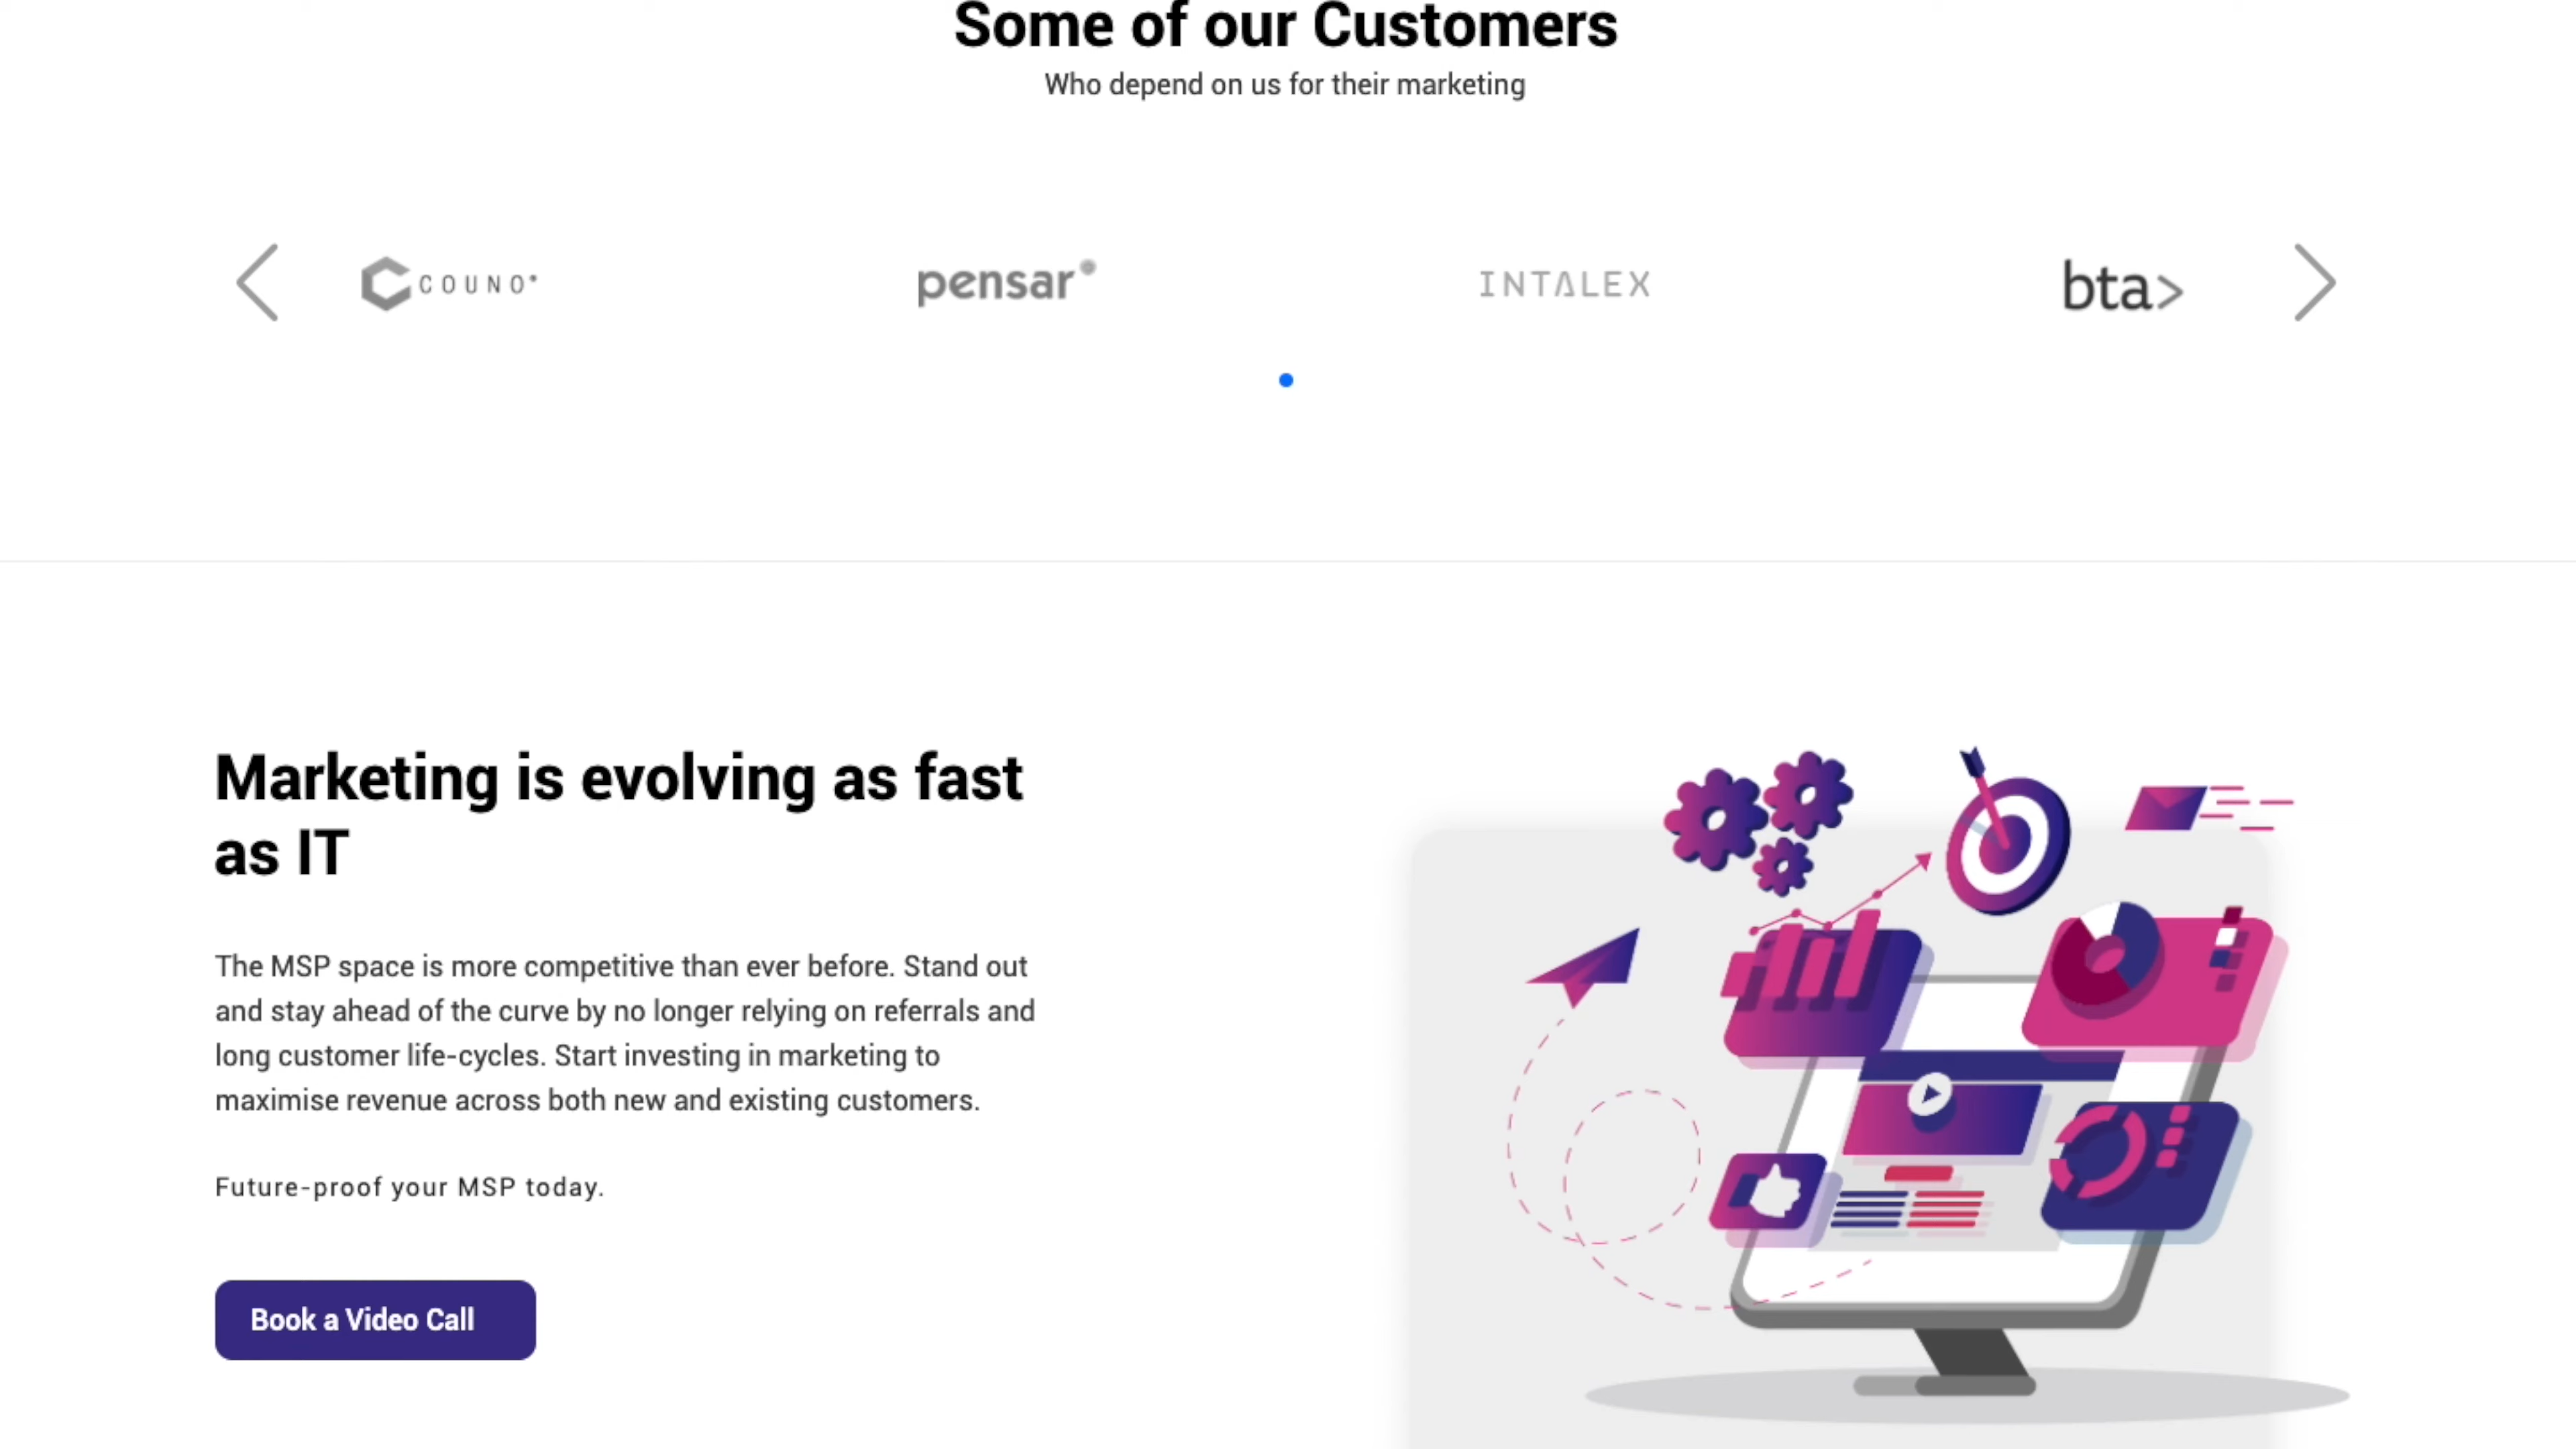 Some of our Customers
Who depend on us for their marketing
COUNO
pensar
INTALEX
bta>
Marketing is evolving as fast
as IT
The MSP space is more competitive than ever before. Stand out
and stay ahead of the curve by no longer relying on referrals and
long customer life-cycles. Start investing in marketing to
maximise revenue across both new and existing customers.
Future-proof your MSP today.
Book a Video Call